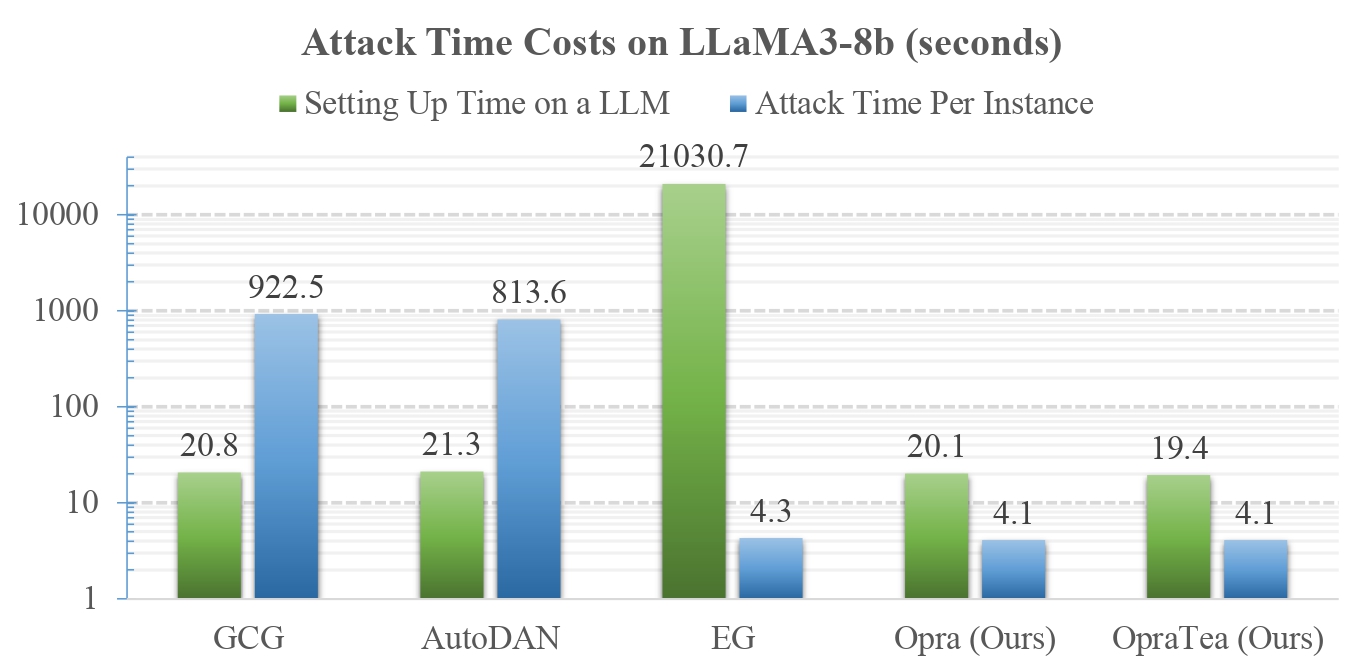 Attack Time Costs on LLaMA3-8b (seconds)
Setting Up Time on a LLM Attack Time Per Instance
21030.7
10000
922.5 813.6
1000
100
20.8 21.3 20.1 19.4
10
4.3 4.1 4.1
1
GCG AutoDAN EG Opra (Ours) OpraTea (Ours)